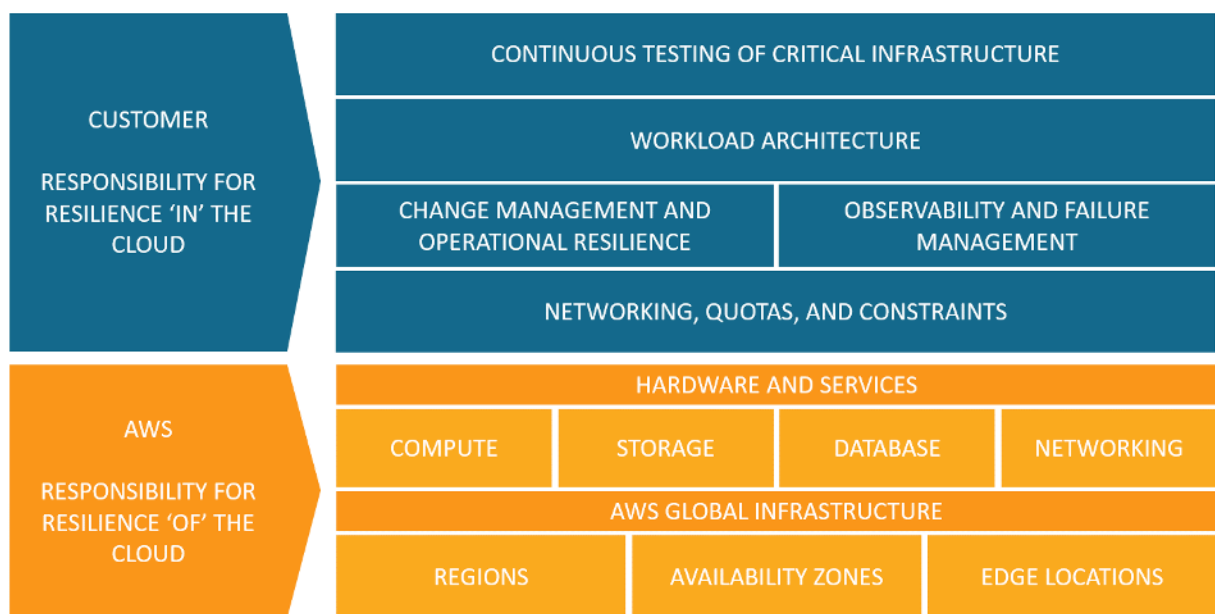 CUSTOMER
RESPONSIBILITY FOR
RESILIENCE ‘IN’ THE
CLOUD
CONTINUOUS TESTING OF CRITICAL INFRASTRUCTURE
WORKLOAD ARCHITECTURE
CHANGE MANAGEMENT AND
OPERATIONAL RESILIENCE
OBSERVABILITY AND FAILURE
MANAGEMENT
NETWORKING, QUOTAS, AND CONSTRAINTS
AWS
RESPONSIBILITY FOR
RESILIENCE ‘OF’ THE
CLOUD
HARDWARE AND SERVICES
COMPUTE
STORAGE
DATABASE
NETWORKING
AWS GLOBAL INFRASTRUCTURE
REGIONS
AVAILABILITY ZONES
EDGE LOCATIONS